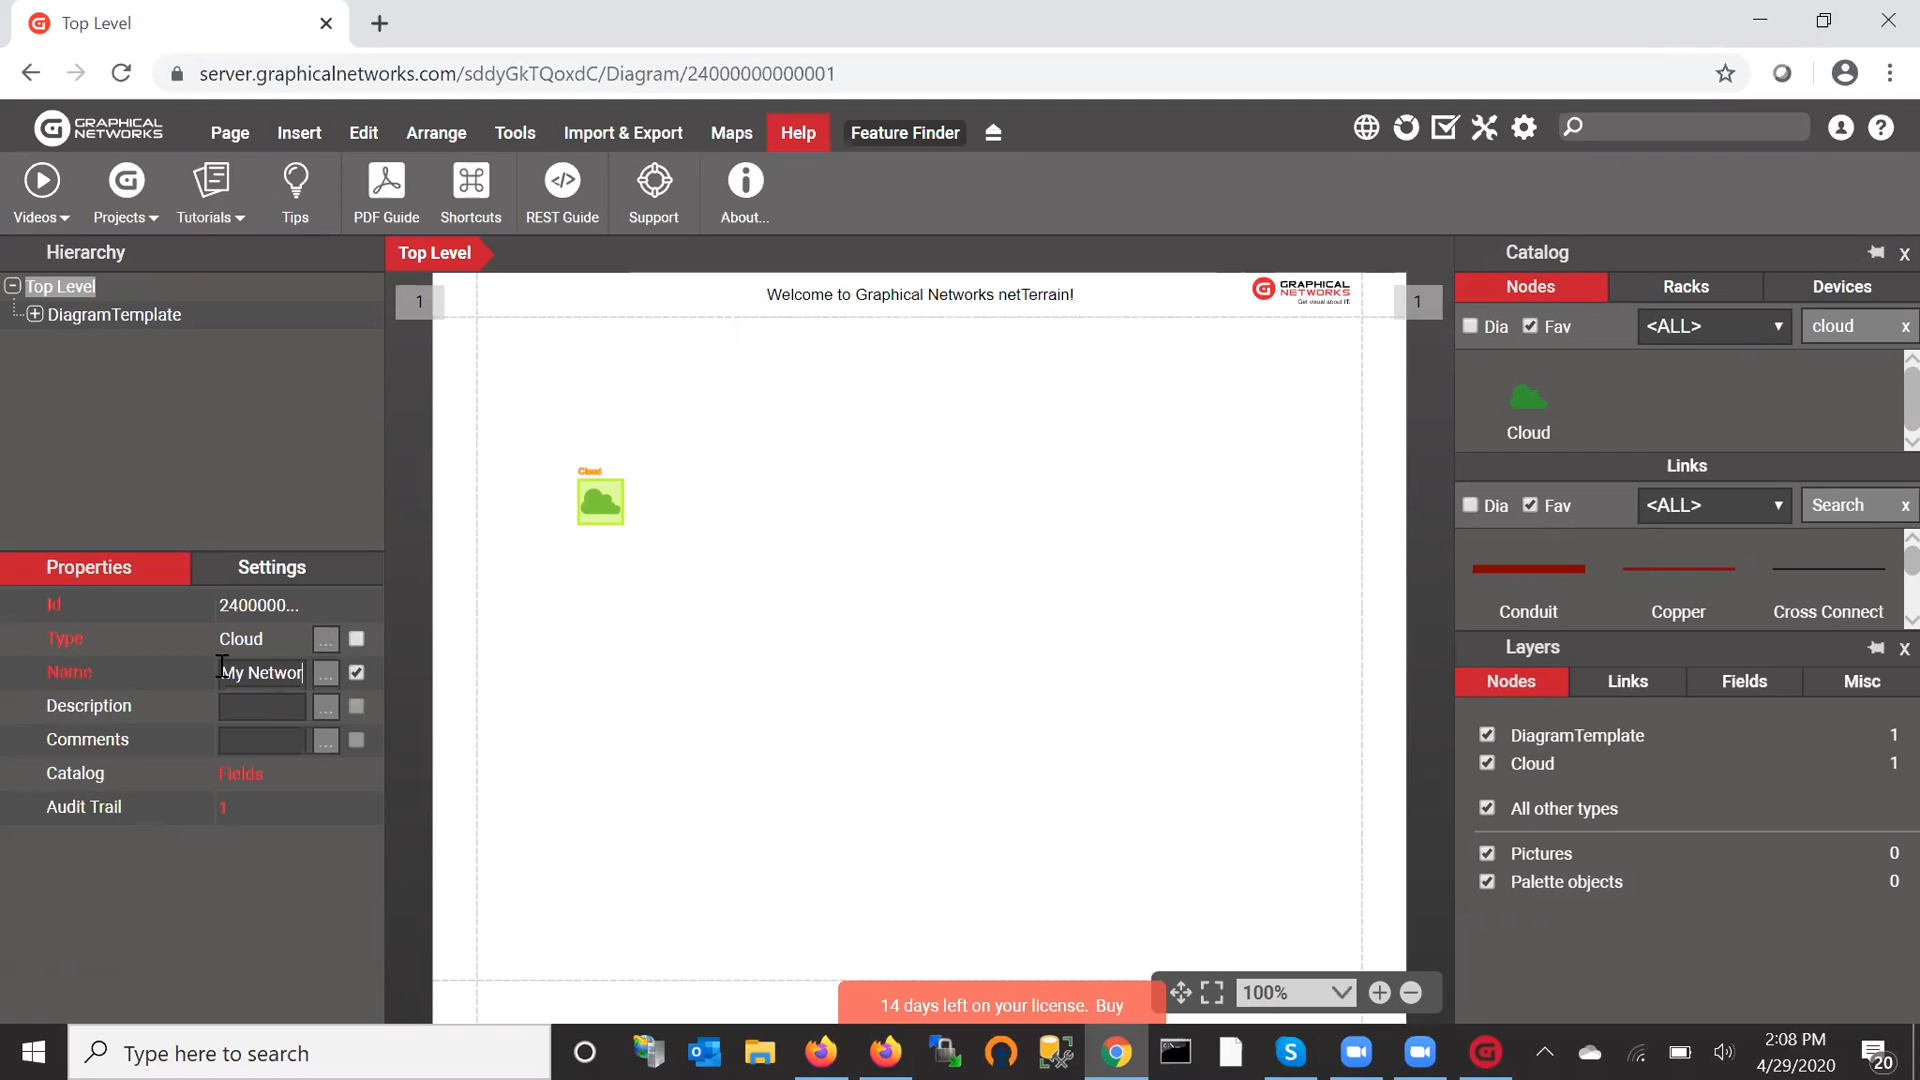 Top Level
server.graphicalnetworks.com/sddyGkTQoxdC/Diagram/24000000000001
GRAPHICAL NETWORKS
Page Insert Edit Arrange Tools Import & Export Maps Help Feature Finder
Videos Projects Tutorials Tips PDF Guide Shortcuts REST Guide Support About...
Hierarchy
Top Level
DiagramTemplate
Properties Settings
Id 2400000...
Type Cloud ...
Name My Networ ...
Description ...
Comments ...
Catalog Fields
Audit Trail 1
Top Level
1 Welcome to Graphical Networks netTerrain! GRAPHICAL NETWORKS 1
Get visual about IT.
Cloud
14 days left on your license. Buy
100%
Catalog x
Nodes Racks Devices
Dia Fav <ALL> cloud x
Cloud
Links
Dia Fav <ALL> Search x
Conduit Copper Cross Connect
Layers x
Nodes Links Fields Misc
DiagramTemplate 1
Cloud 1
All other types
Pictures 0
Palette objects 0
Type here to search
2:08 PM
4/29/2020
20